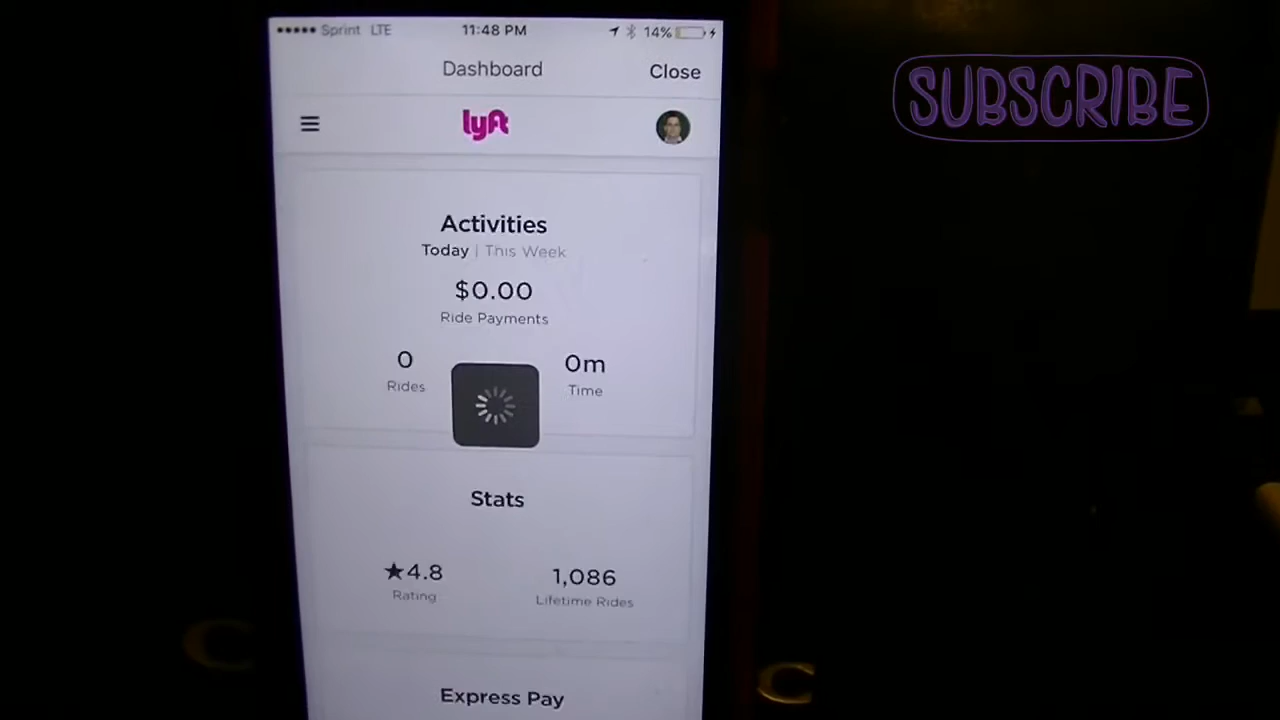 Sprint LTE 11:48 PM 14%
Dashboard Close
lyft
SUBSCRIBE
Activities
Today | This Week
$0.00
Ride Payments
0 0m
Rides Time
Stats
★4.8 1,086
Rating Lifetime Rides
Express Pay